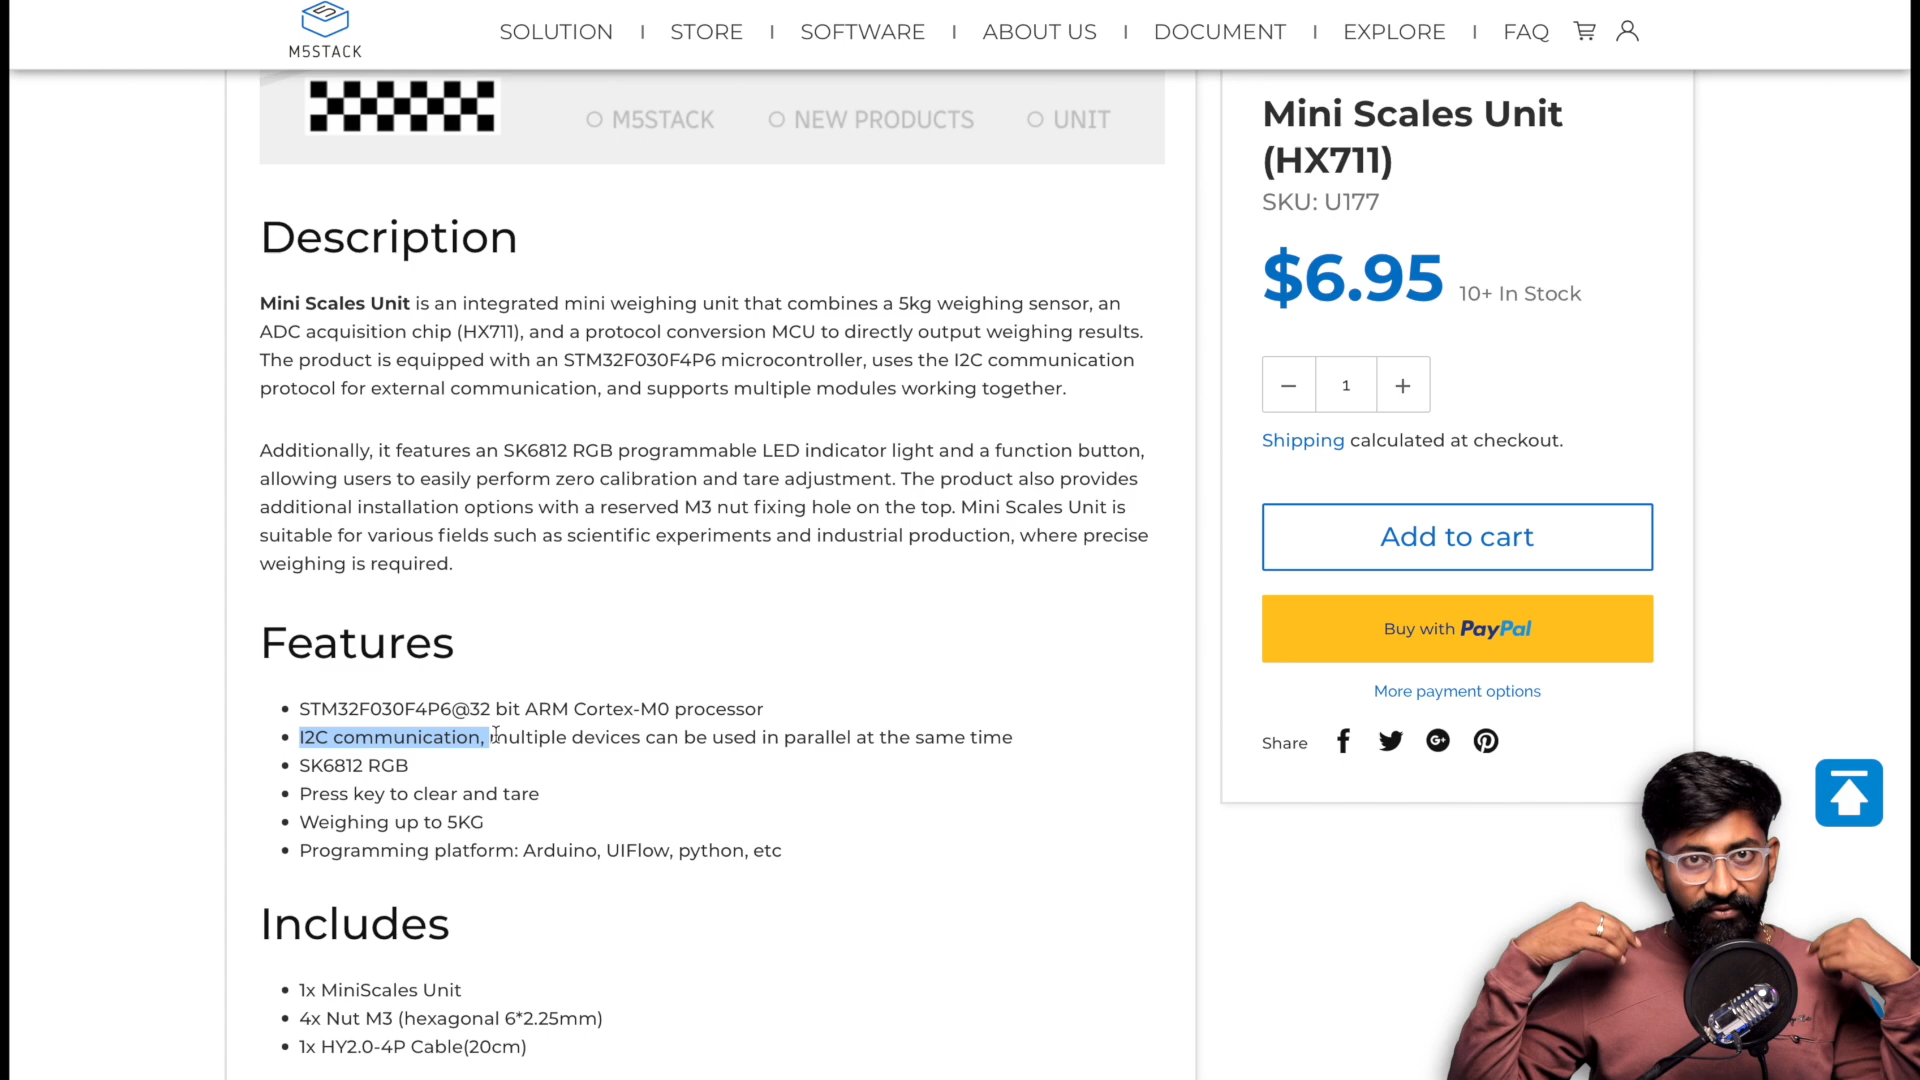 M5STACK
SOLUTION | STORE | SOFTWARE | ABOUT US | DOCUMENT | EXPLORE | FAQ
M5STACK NEW PRODUCTS UNIT
Description
Mini Scales Unit is an integrated mini weighing unit that combines a 5kg weighing sensor, an
ADC acquisition chip (HX711), and a protocol conversion MCU to directly output weighing results.
The product is equipped with an STM32F030F4P6 microcontroller, uses the I2C communication
protocol for external communication, and supports multiple modules working together.
Additionally, it features an SK6812 RGB programmable LED indicator light and a function button,
allowing users to easily perform zero calibration and tare adjustment. The product also provides
additional installation options with a reserved M3 nut fixing hole on the top. Mini Scales Unit is
suitable for various fields such as scientific experiments and industrial production, where precise
weighing is required.
Features
STM32F030F4P6@32 bit ARM Cortex-M0 processor
I2C communication, multiple devices can be used in parallel at the same time
SK6812 RGB
Press key to clear and tare
Weighing up to 5KG
Programming platform: Arduino, UIFlow, python, etc
Includes
1x MiniScales Unit
4x Nut M3 (hexagonal 6*2.25mm)
1x HY2.0-4P Cable(20cm)
Mini Scales Unit
(HX711)
SKU: U177
$6.95 10+ In Stock
− 1 +
Shipping calculated at checkout.
Add to cart
Buy with PayPal
More payment options
Share